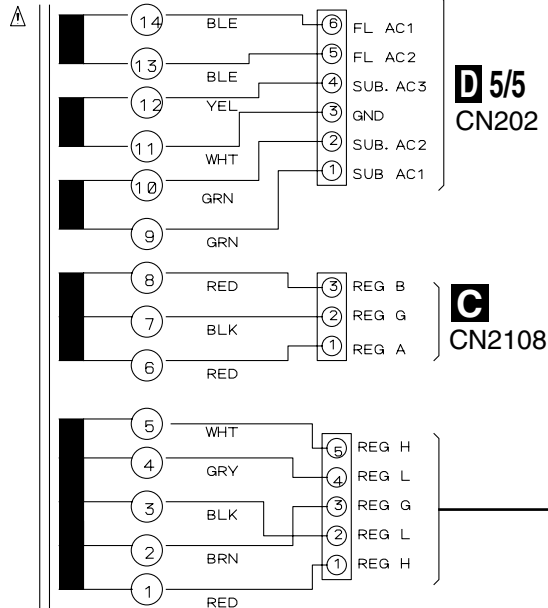 14 BLE 6 FL AC1
13 BLE 5 FL AC2
12 YEL 4 SUB. AC3
11 WHT 3 GND
10 GRN 2 SUB. AC2
9 GRN 1 SUB AC1
D 5/5
CN202
8 RED 3 REG B
7 BLK 2 REG G
6 RED 1 REG A
C
CN2108
5 WHT 5 REG H
4 GRY 4 REG L
3 BLK 3 REG G
2 BRN 2 REG L
1 RED 1 REG H